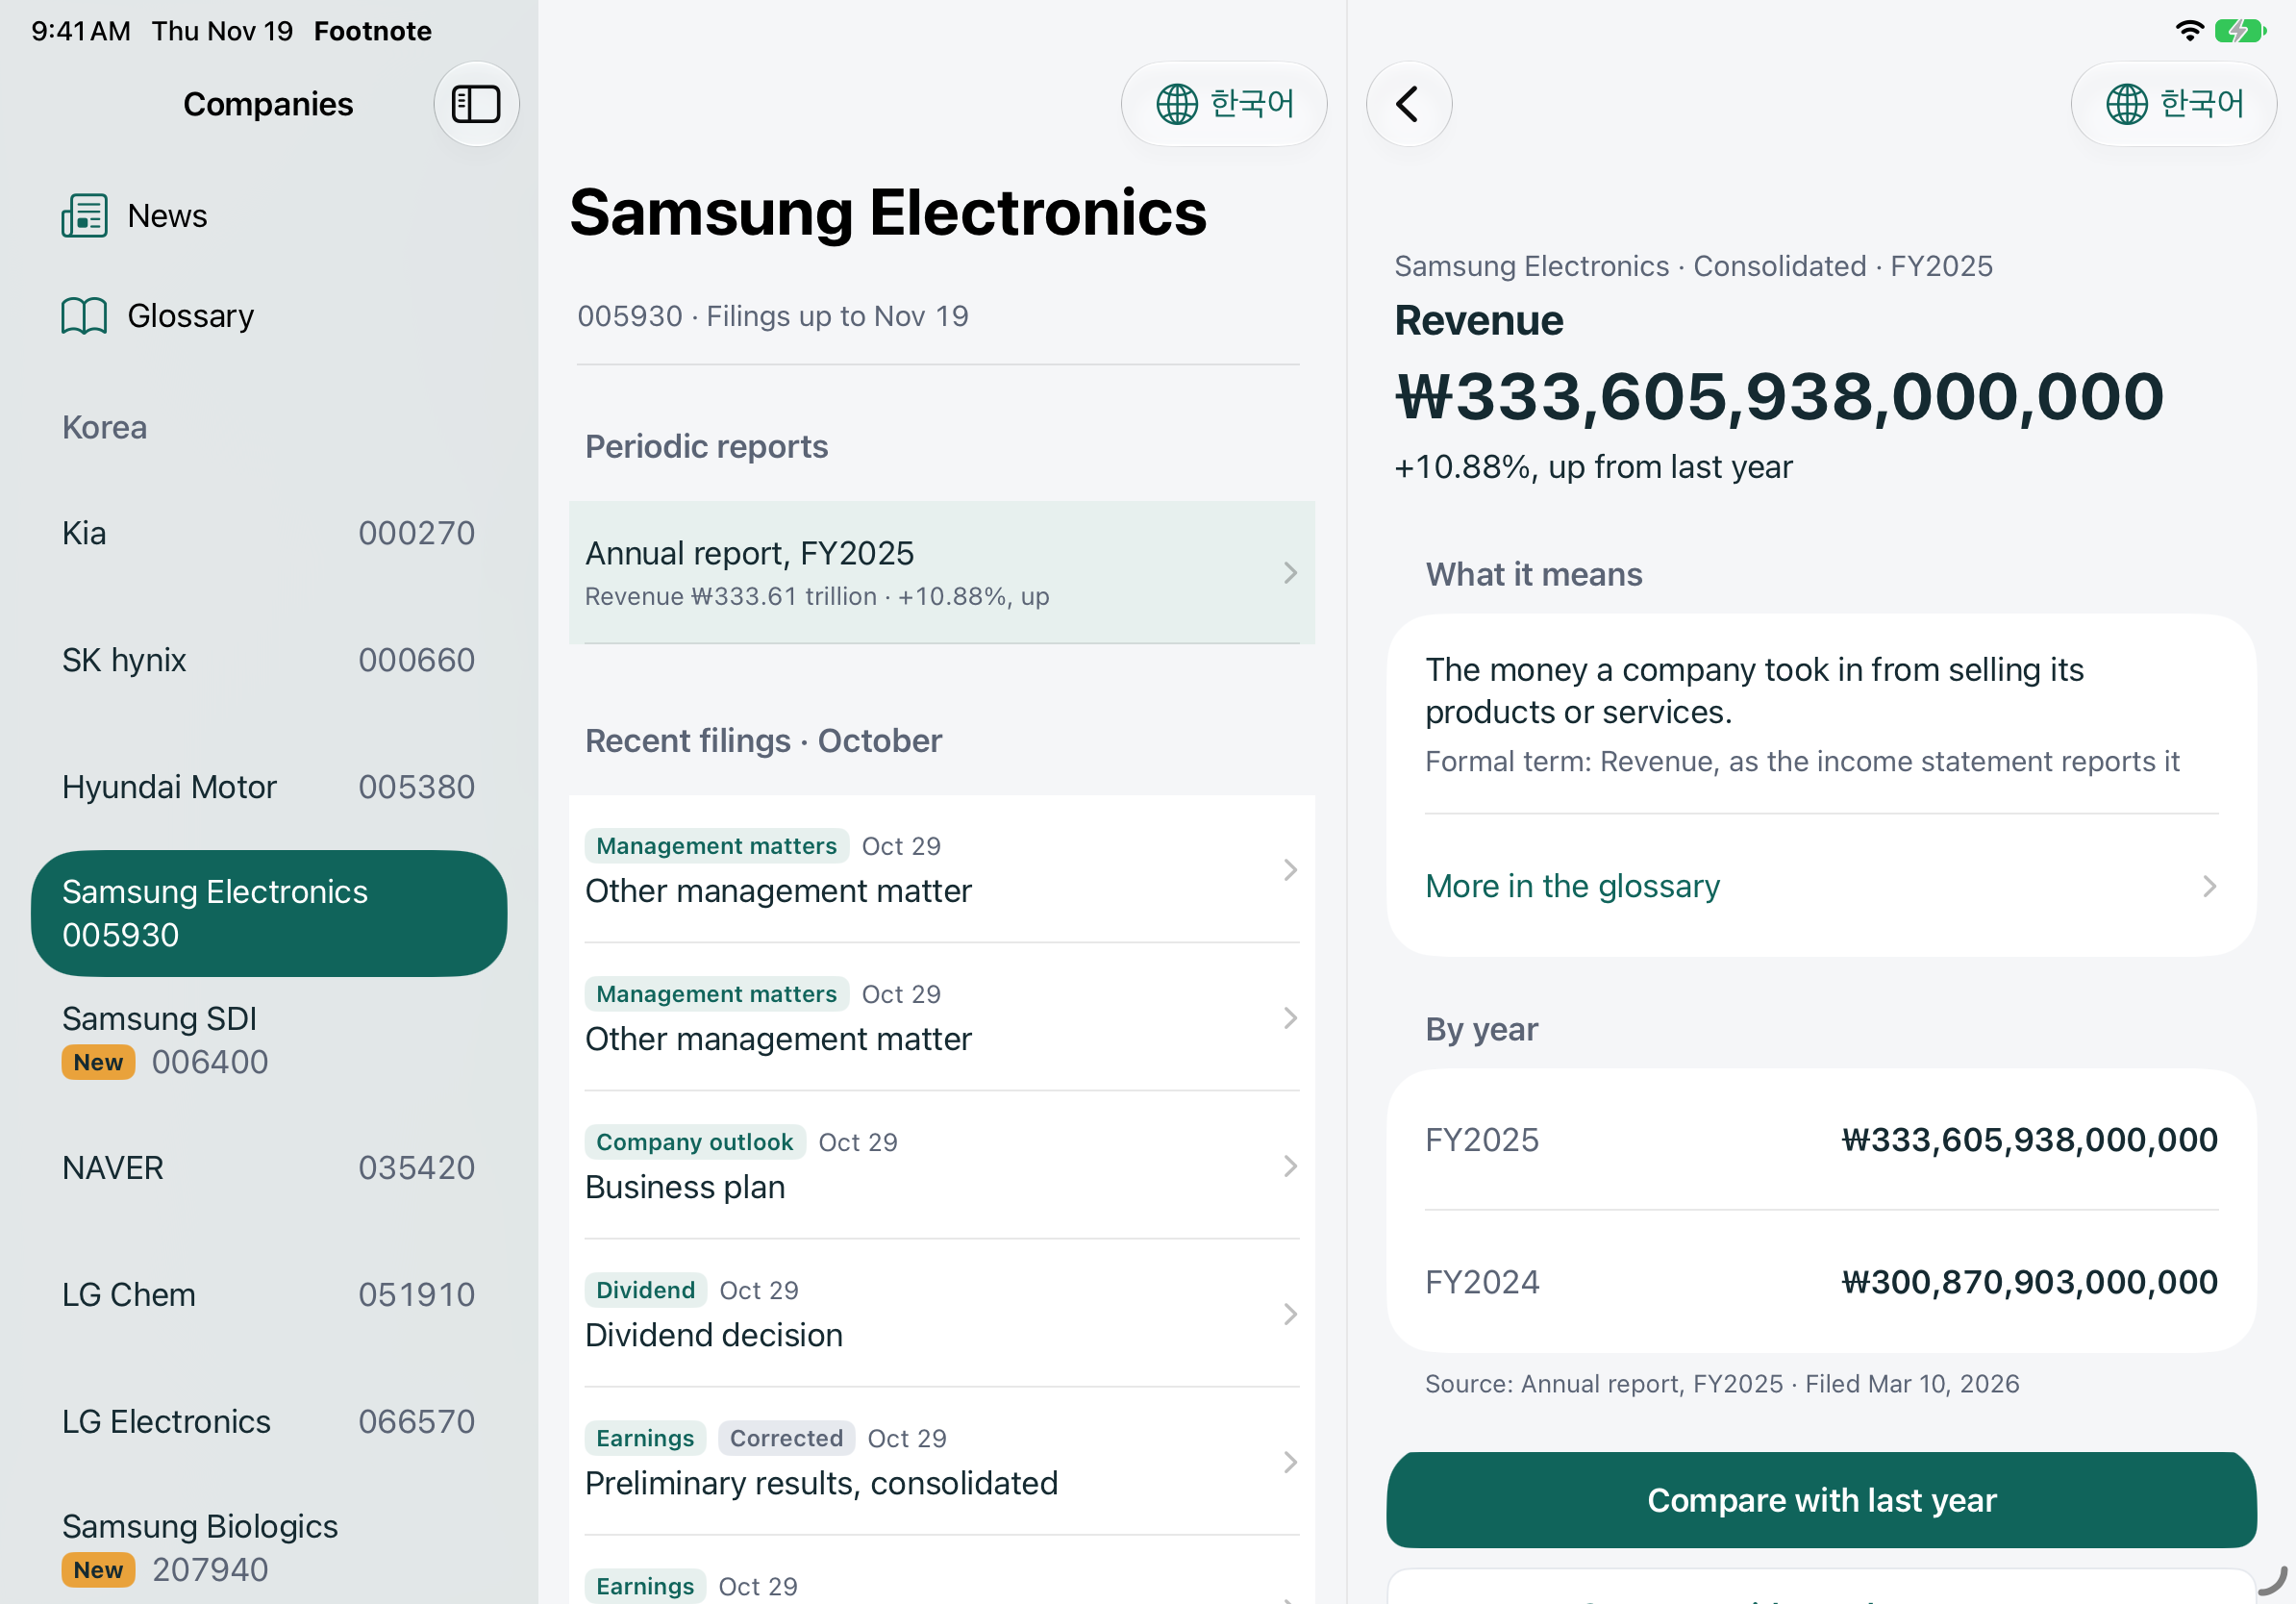 9:41 AM Thu Nov 19 Footnote
Companies
News
Glossary
Korea
Kia 000270
SK hynix 000660
Hyundai Motor 005380
Samsung Electronics
005930
Samsung SDI
New 006400
NAVER 035420
LG Chem 051910
LG Electronics 066570
Samsung Biologics
New 207940
한국어
Samsung Electronics
005930 · Filings up to Nov 19
Periodic reports
Annual report, FY2025
Revenue ₩333.61 trillion · +10.88%, up
Recent filings · October
Management matters Oct 29
Other management matter
Management matters Oct 29
Other management matter
Company outlook Oct 29
Business plan
Dividend Oct 29
Dividend decision
Earnings Corrected Oct 29
Preliminary results, consolidated
Earnings Oct 29
한국어
Samsung Electronics · Consolidated · FY2025
Revenue
₩333,605,938,000,000
+10.88%, up from last year
What it means
The money a company took in from selling its
products or services.
Formal term: Revenue, as the income statement reports it
More in the glossary
By year
FY2025 ₩333,605,938,000,000
FY2024 ₩300,870,903,000,000
Source: Annual report, FY2025 · Filed Mar 10, 2026
Compare with last year